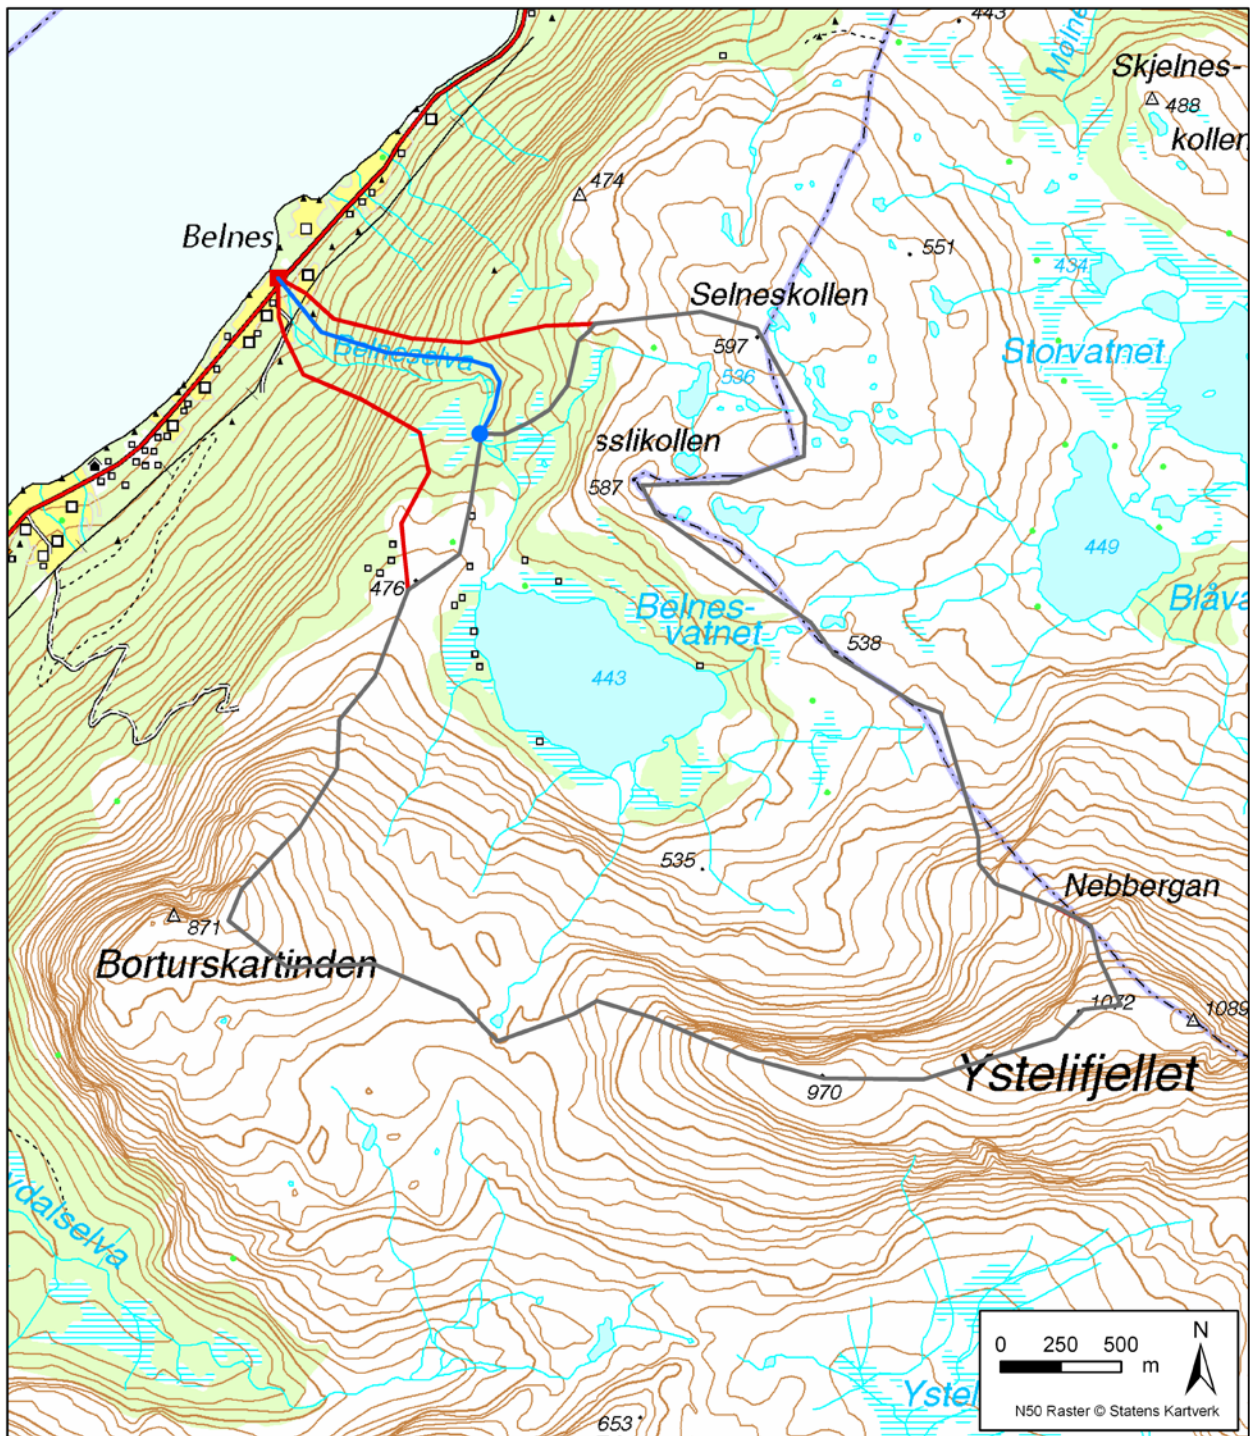 443
Molne
Skjelnes-
488
kollen
474
Belnes
551
434
Selneskollen
597
Storvatnet
Belneselva
536
sslikollen
587
449
476
Belnes-
vatnet
Blåva
538
443
535
Nebbergan
871
Borturskartinden
1072
1089
Ystelifjellet
970
ydalselva
0 250 500
m
N
N50 Raster © Statens Kartverk
Ystel
653